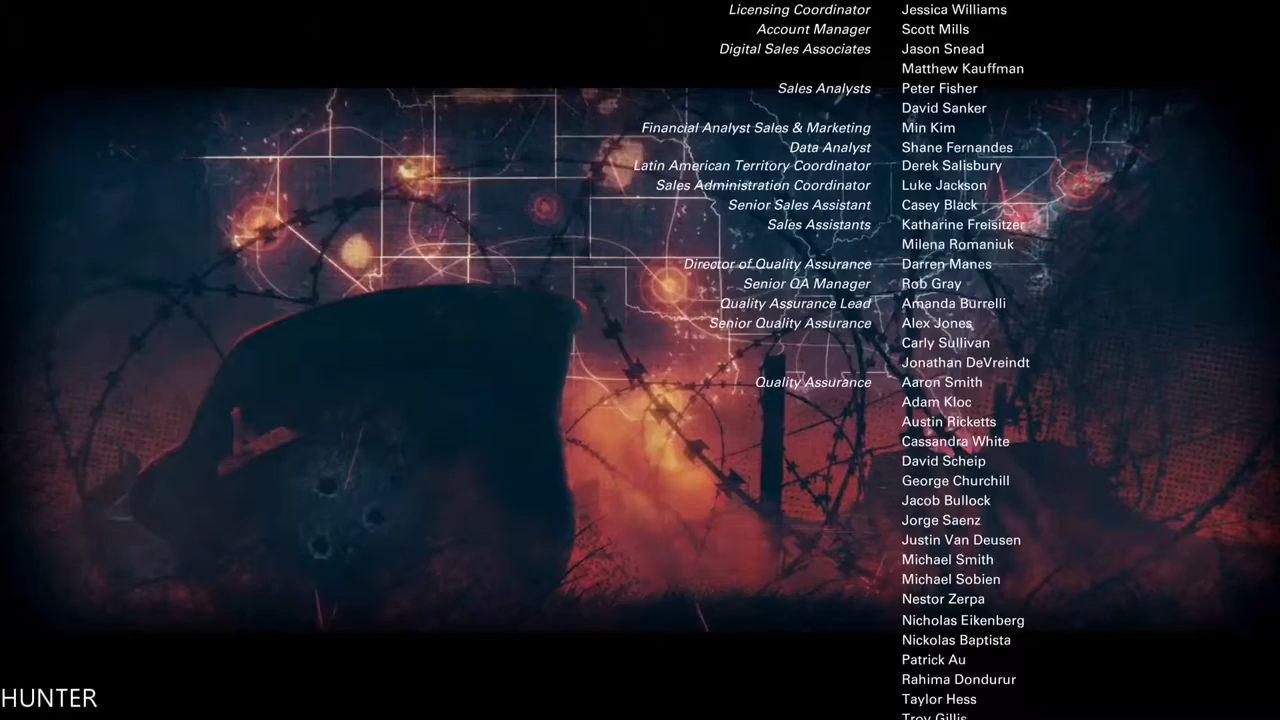 Licensing Coordinator Jessica Williams
Account Manager Scott Mills
Digital Sales Associates Jason Snead
Matthew Kauffman
Sales Analysts Peter Fisher
David Sanker
Financial Analyst Sales & Marketing Min Kim
Data Analyst Shane Fernandes
Latin American Territory Coordinator Derek Salisbury
Sales Administration Coordinator Luke Jackson
Senior Sales Assistant Casey Black
Sales Assistants Katharine Freisitzer
Milena Romaniuk
Director of Quality Assurance Darren Manes
Senior QA Manager Rob Gray
Quality Assurance Lead Amanda Burrelli
Senior Quality Assurance Alex Jones
Carly Sullivan
Jonathan DeVreindt
Quality Assurance Aaron Smith
Adam Kloc
Austin Ricketts
Cassandra White
David Scheip
George Churchill
Jacob Bullock
Jorge Saenz
Justin Van Deusen
Michael Smith
Michael Sobien
Nestor Zerpa
Nicholas Eikenberg
Nickolas Baptista
Patrick Au
Rahima Dondurur
Taylor Hess
Troy Gillis
HUNTER